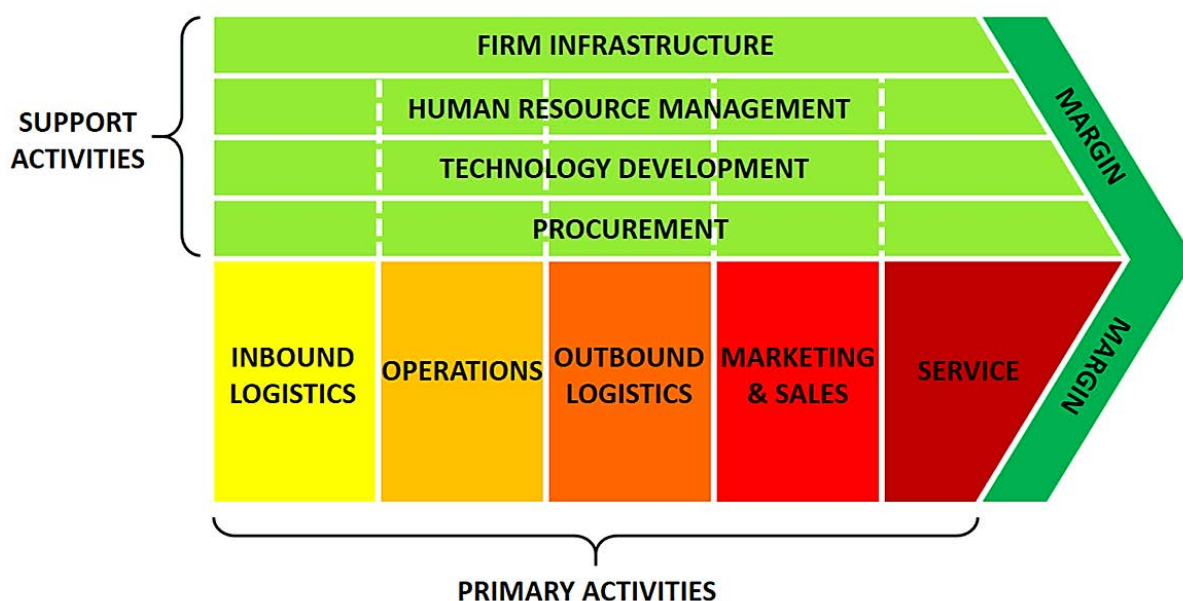 FIRM INFRASTRUCTURE
HUMAN RESOURCE MANAGEMENT
TECHNOLOGY DEVELOPMENT
PROCUREMENT
SUPPORT
ACTIVITIES
MARGIN
INBOUND
LOGISTICS
OPERATIONS
OUTBOUND
LOGISTICS
MARKETING
& SALES
SERVICE
MARGIN
PRIMARY ACTIVITIES